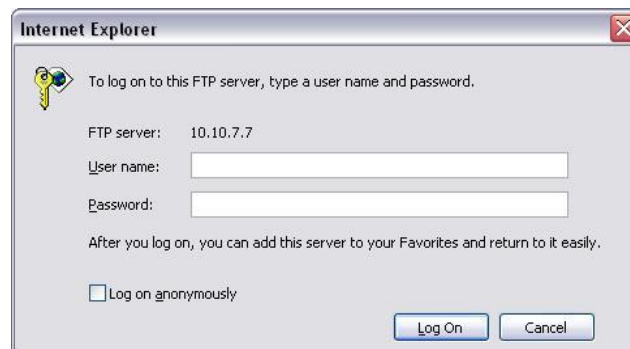 Internet Explorer
To log on to this FTP server, type a user name and password.
FTP server: 10.10.7.7
User name:
Password:
After you log on, you can add this server to your Favorites and return to it easily.
Log on anonymously
Log On Cancel